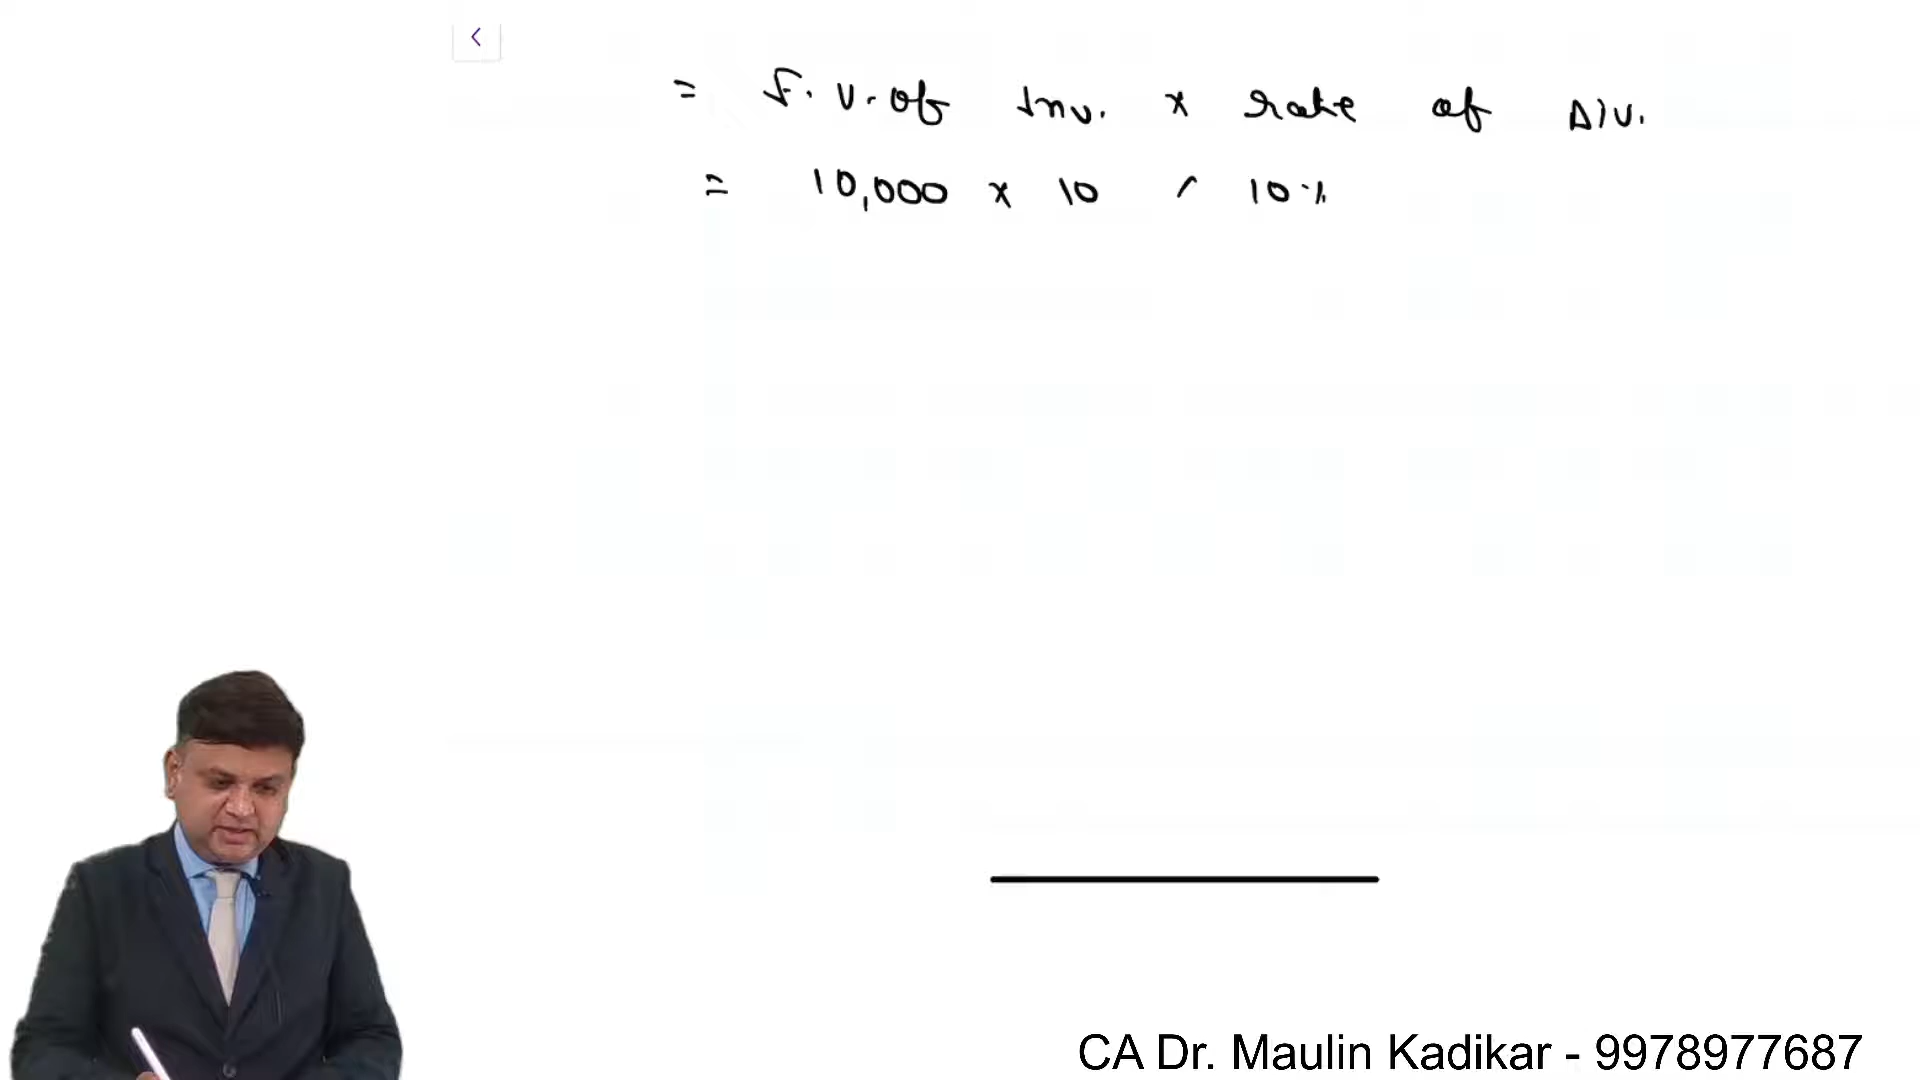 = F.V. of Inv. x rate of Div.
= 10,000 x 10 x 10%
CA Dr. Maulin Kadikar - 9978977687